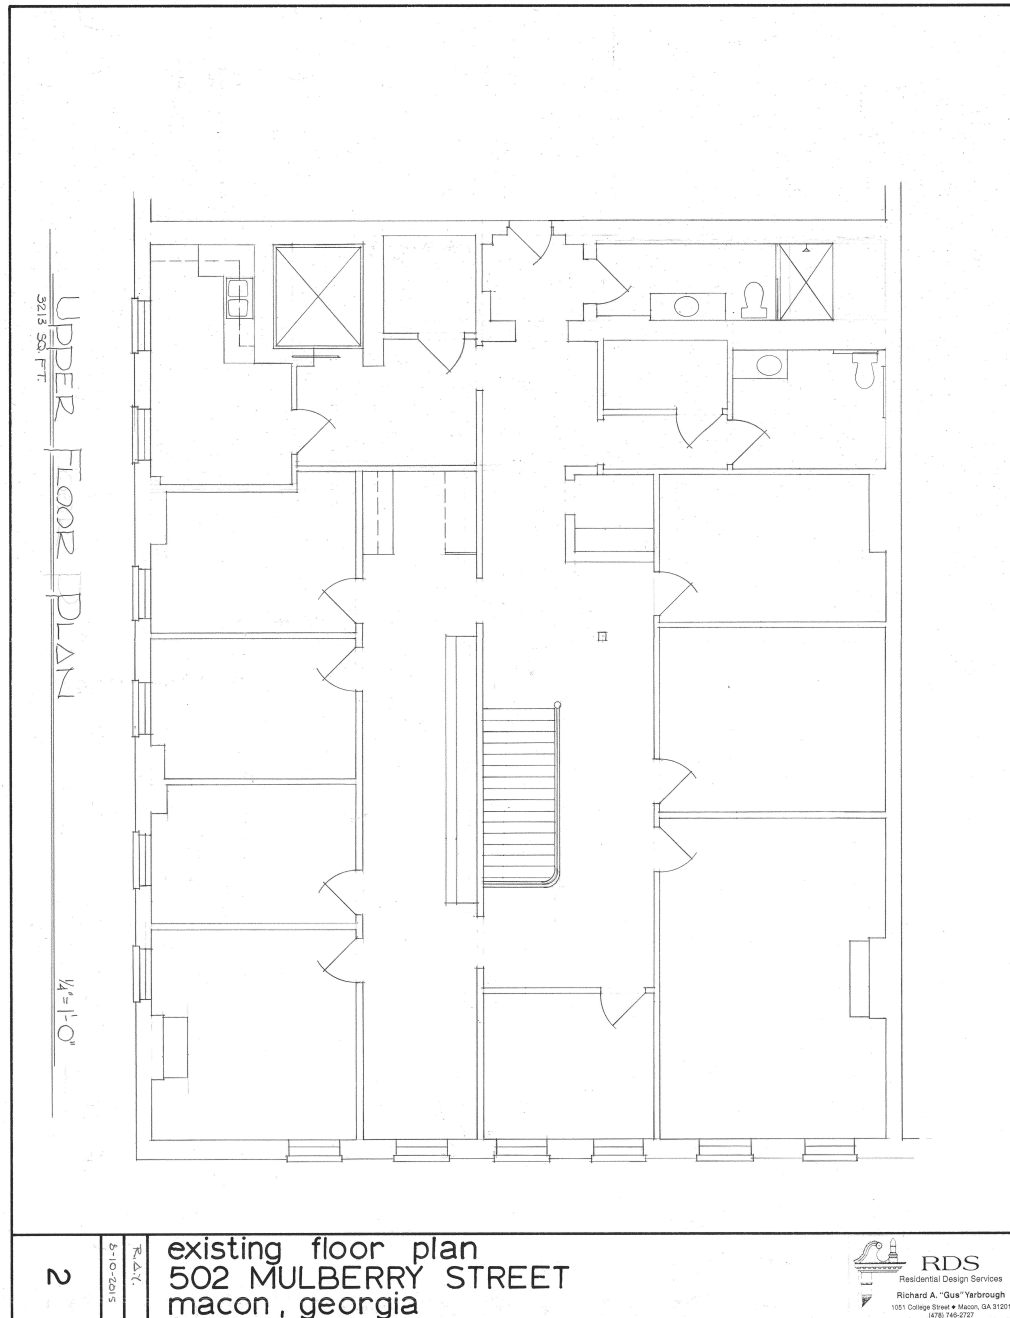 UPPER FLOOR PLAN
3213 SQ. FT.
1/4" = 1'-0"
2
8-10-2015
R.A.Y.
existing floor plan
502 MULBERRY STREET
macon, georgia
RDS
Residential Design Services
Richard A. "Gus" Yarbrough
1051 College Street ◆ Macon, GA 31201
(478) 746-2727